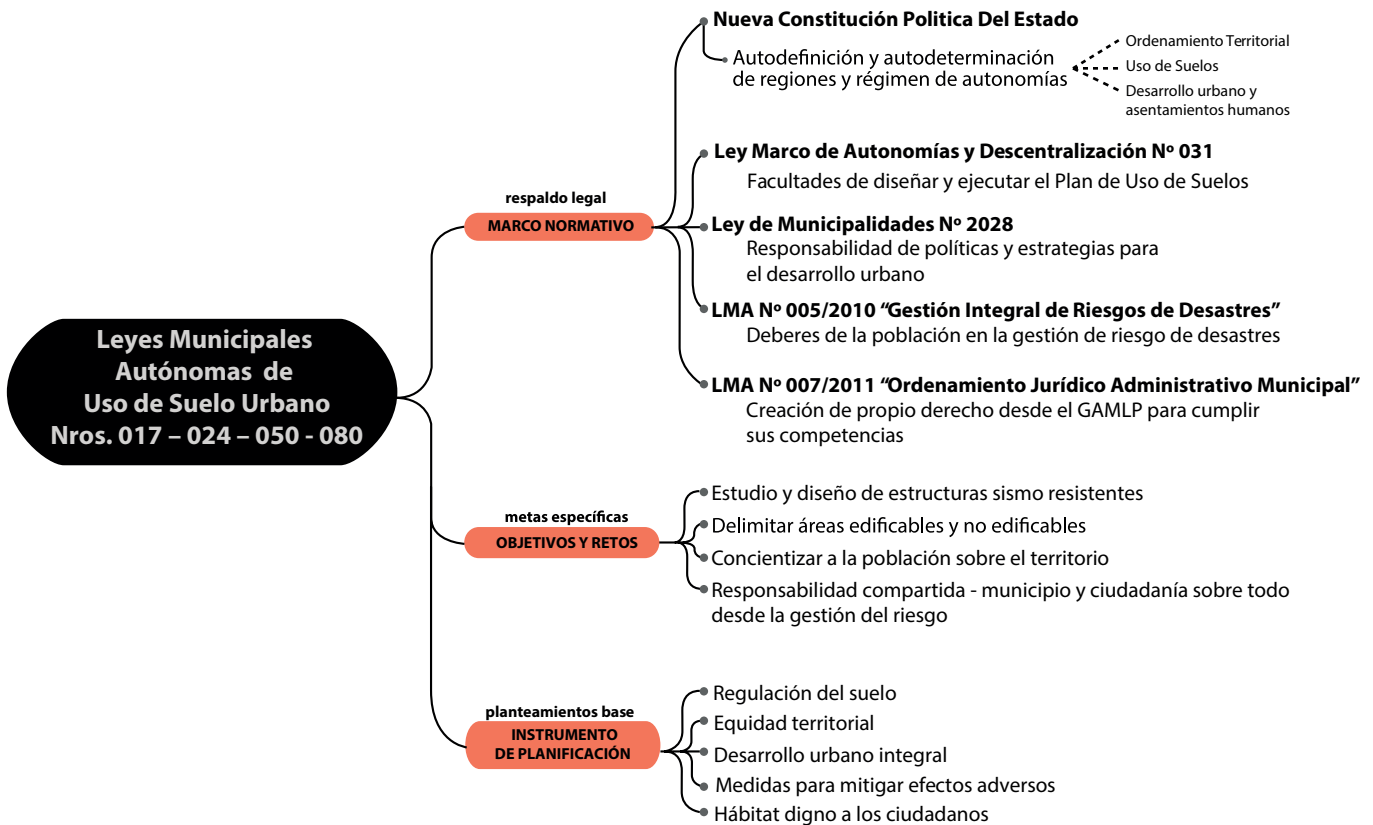 Leyes Municipales
Autónomas de
Uso de Suelo Urbano
Nros. 017 – 024 – 050 - 080
respaldo legal
MARCO NORMATIVO
Nueva Constitución Politica Del Estado
Autodefinición y autodeterminación
de regiones y régimen de autonomías
Ordenamiento Territorial
Uso de Suelos
Desarrollo urbano y
asentamientos humanos
Ley Marco de Autonomías y Descentralización Nº 031
Facultades de diseñar y ejecutar el Plan de Uso de Suelos
Ley de Municipalidades Nº 2028
Responsabilidad de políticas y estrategias para
el desarrollo urbano
LMA Nº 005/2010 “Gestión Integral de Riesgos de Desastres”
Deberes de la población en la gestión de riesgo de desastres
LMA Nº 007/2011 “Ordenamiento Jurídico Administrativo Municipal”
Creación de propio derecho desde el GAMLP para cumplir
sus competencias
metas específicas
OBJETIVOS Y RETOS
Estudio y diseño de estructuras sismo resistentes
Delimitar áreas edificables y no edificables
Concientizar a la población sobre el territorio
Responsabilidad compartida - municipio y ciudadanía sobre todo
desde la gestión del riesgo
planteamientos base
INSTRUMENTO
DE PLANIFICACIÓN
Regulación del suelo
Equidad territorial
Desarrollo urbano integral
Medidas para mitigar efectos adversos
Hábitat digno a los ciudadanos